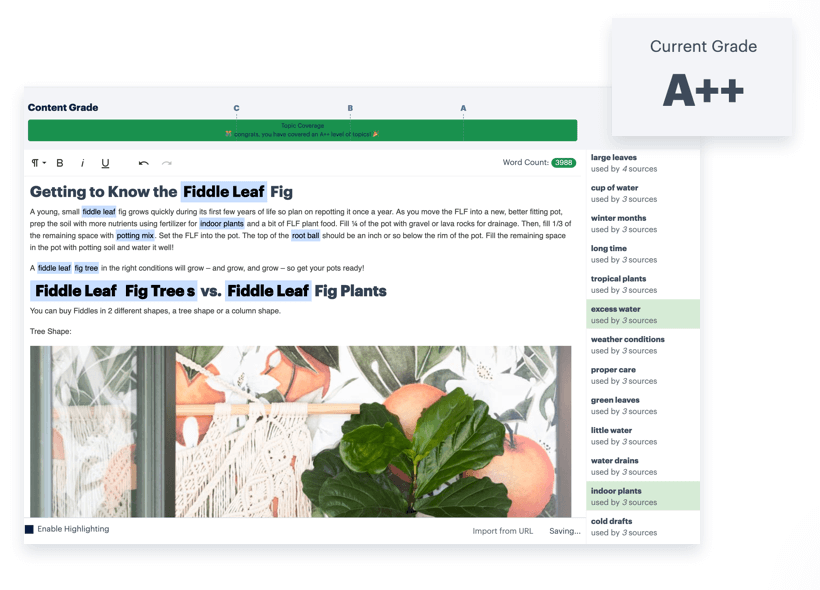 Current Grade
A++
Content Grade
C B A
Topic Coverage
congrats, you have covered an A++ level of topics!
¶ B i U
Word Count: 3988
Getting to Know the Fiddle Leaf Fig
A young, small fiddle leaf fig grows quickly during its first few years of life so plan on repotting it once a year. As you move the FLF into a new, better fitting pot,
prep the soil with more nutrients using fertilizer for indoor plants and a bit of FLF plant food. Fill ¼ of the pot with gravel or lava rocks for drainage. Then, fill 1/3 of
the remaining space with potting mix. Set the FLF into the pot. The top of the root ball should be an inch or so below the rim of the pot. Fill the remaining space
in the pot with potting soil and water it well!
A fiddle leaf fig tree in the right conditions will grow – and grow, and grow – so get your pots ready!
Fiddle Leaf Fig Tree s vs. Fiddle Leaf Fig Plants
You can buy Fiddles in 2 different shapes, a tree shape or a column shape.
Tree Shape:
Enable Highlighting
Import from URL
Saving...
large leaves
used by 4 sources
cup of water
used by 3 sources
winter months
used by 3 sources
long time
used by 3 sources
tropical plants
used by 3 sources
excess water
used by 3 sources
weather conditions
used by 3 sources
proper care
used by 3 sources
green leaves
used by 3 sources
little water
used by 3 sources
water drains
used by 3 sources
indoor plants
used by 3 sources
cold drafts
used by 3 sources